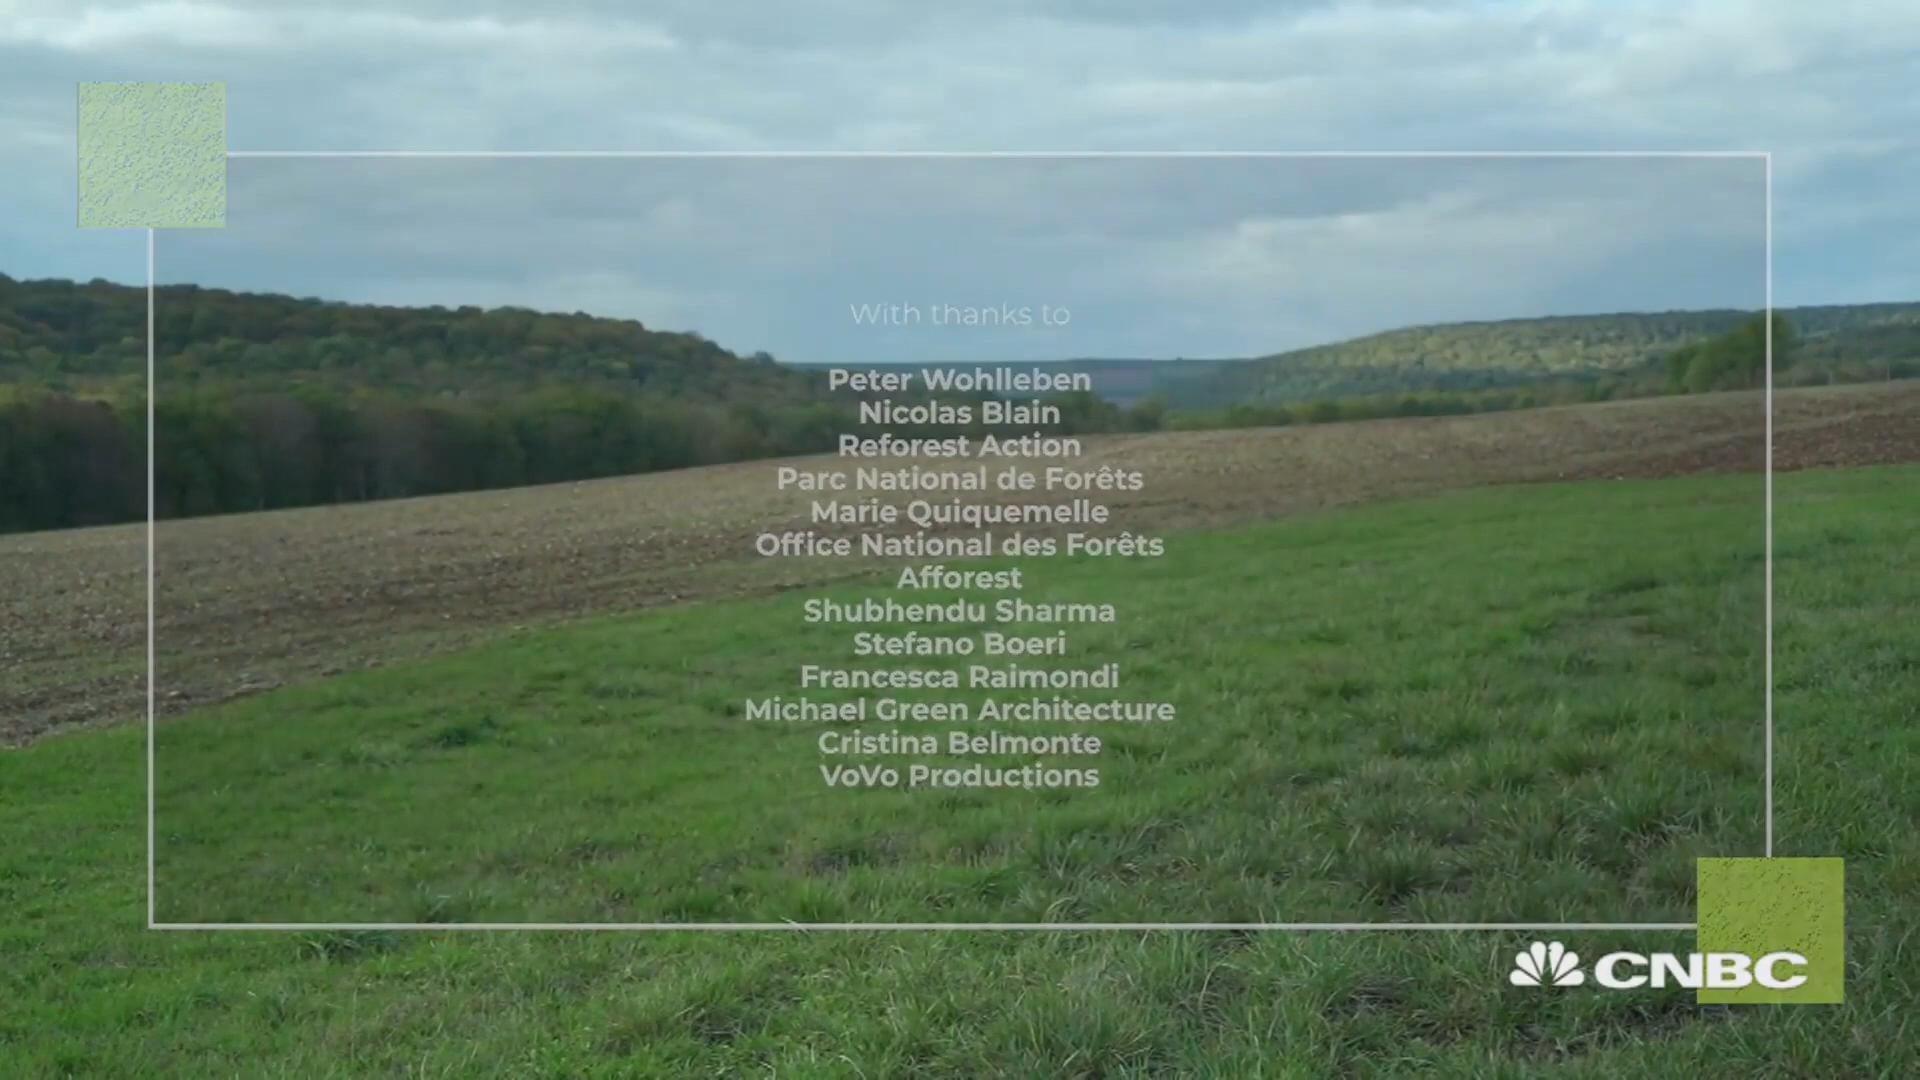 With thanks to
Peter Wohlleben
Nicolas Blain
Reforest Action
Parc National de Forêts
Marie Quiquemelle
Office National des Forêts
Afforest
Shubhendu Sharma
Stefano Boeri
Francesca Raimondi
Michael Green Architecture
Cristina Belmonte
VoVo Productions
CNBC